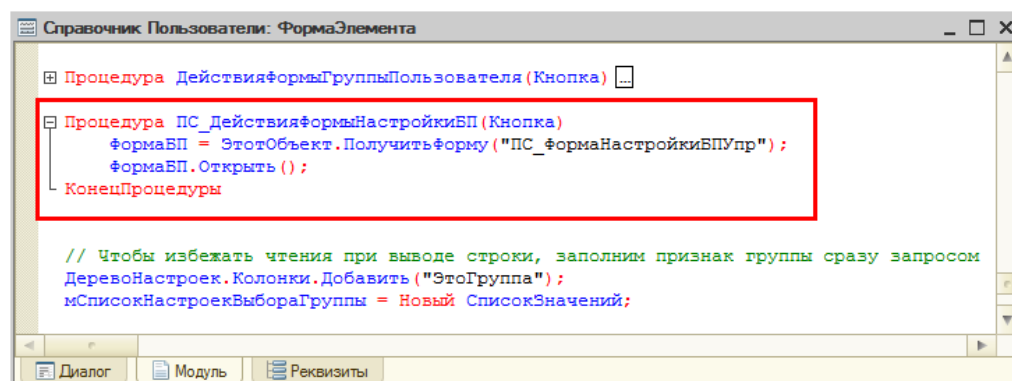 Справочник Пользователи: ФормаЭлемента
Процедура ДействияФормыГруппыПользователя(Кнопка) ...
Процедура ПС_ДействияФормыНастройкиБП(Кнопка)
ФормаБП = ЭтотОбъект.ПолучитьФорму("ПС_ФормаНастройкиБПУпр");
ФормаБП.Открыть();
КонецПроцедуры
// Чтобы избежать чтения при выводе строки, заполним признак группы сразу запросом
ДеревоНастроек.Колонки.Добавить("ЭтоГруппа");
мСписокНастроекВыбораГруппы = Новый СписокЗначений;
Диалог Модуль Реквизиты